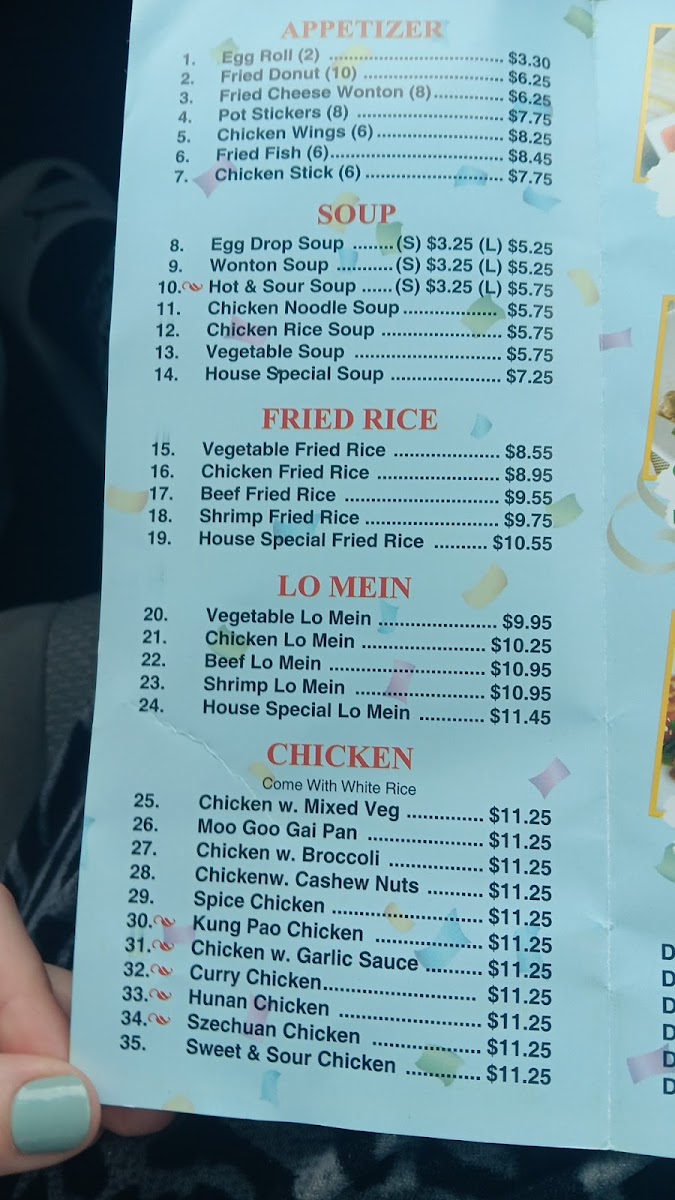 APPETIZER
1. Egg Roll (2) ........ $3.30
2. Fried Donut (10) ........ $6.25
3. Fried Cheese Wonton (8) ........ $6.25
4. Pot Stickers (8) ........ $7.75
5. Chicken Wings (6) ........ $8.25
6. Fried Fish (6) ........ $8.45
7. Chicken Stick (6) ........ $7.75
SOUP
8. Egg Drop Soup ........ (S) $3.25 (L) $5.25
9. Wonton Soup ........ (S) $3.25 (L) $5.25
10. Hot & Sour Soup ...... (S) $3.25 (L) $5.75
11. Chicken Noodle Soup ........ $5.75
12. Chicken Rice Soup ........ $5.75
13. Vegetable Soup ........ $5.75
14. House Special Soup ........ $7.25
FRIED RICE
15. Vegetable Fried Rice ........ $8.55
16. Chicken Fried Rice ........ $8.95
17. Beef Fried Rice ........ $9.55
18. Shrimp Fried Rice ........ $9.75
19. House Special Fried Rice ........ $10.55
LO MEIN
20. Vegetable Lo Mein ........ $9.95
21. Chicken Lo Mein ........ $10.25
22. Beef Lo Mein ........ $10.95
23. Shrimp Lo Mein ........ $10.95
24. House Special Lo Mein ........ $11.45
CHICKEN
Come With White Rice
25. Chicken w. Mixed Veg ........ $11.25
26. Moo Goo Gai Pan ........ $11.25
27. Chicken w. Broccoli ........ $11.25
28. Chickenw. Cashew Nuts ........ $11.25
29. Spice Chicken ........ $11.25
30. Kung Pao Chicken ........ $11.25
31. Chicken w. Garlic Sauce ........ $11.25
32. Curry Chicken ........ $11.25
33. Hunan Chicken ........ $11.25
34. Szechuan Chicken ........ $11.25
35. Sweet & Sour Chicken ........ $11.25
D
D
D
D
D
D